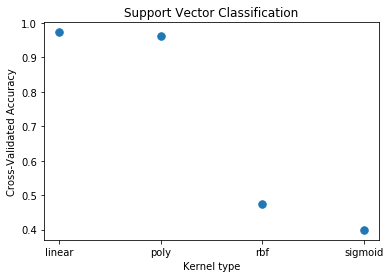 Support Vector Classification
1.0
0.9
0.8
0.7
0.6
0.5
0.4
Cross-Validated Accuracy
linear poly rbf sigmoid
Kernel type